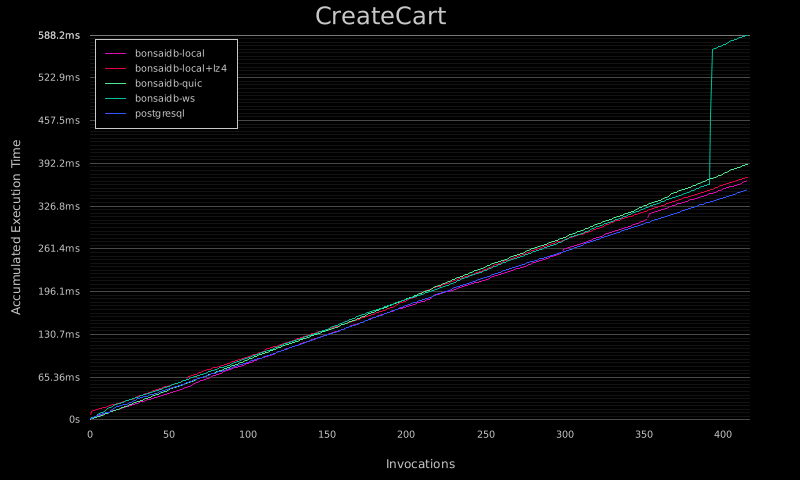 CreateCart
588.2ms
522.9ms
457.5ms
392.2ms
326.8ms
261.4ms
196.1ms
130.7ms
65.36ms
0s
bonsaidb-local
bonsaidb-local+lz4
bonsaidb-quic
bonsaidb-ws
postgresql
Accumulated Execution Time
0 50 100 150 200 250 300 350 400
Invocations